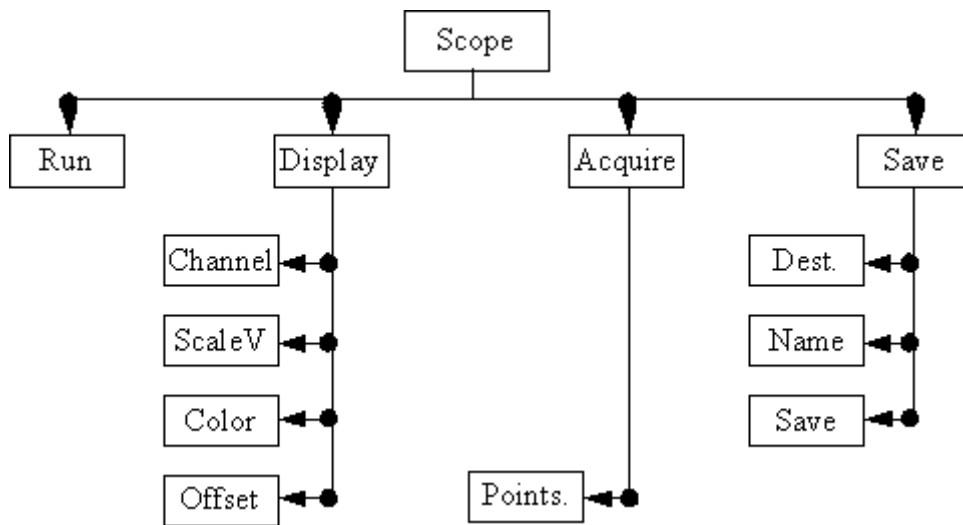 Scope
Run
Display
Acquire
Save
Channel
ScaleV
Color
Offset
Points.
Dest.
Name
Save